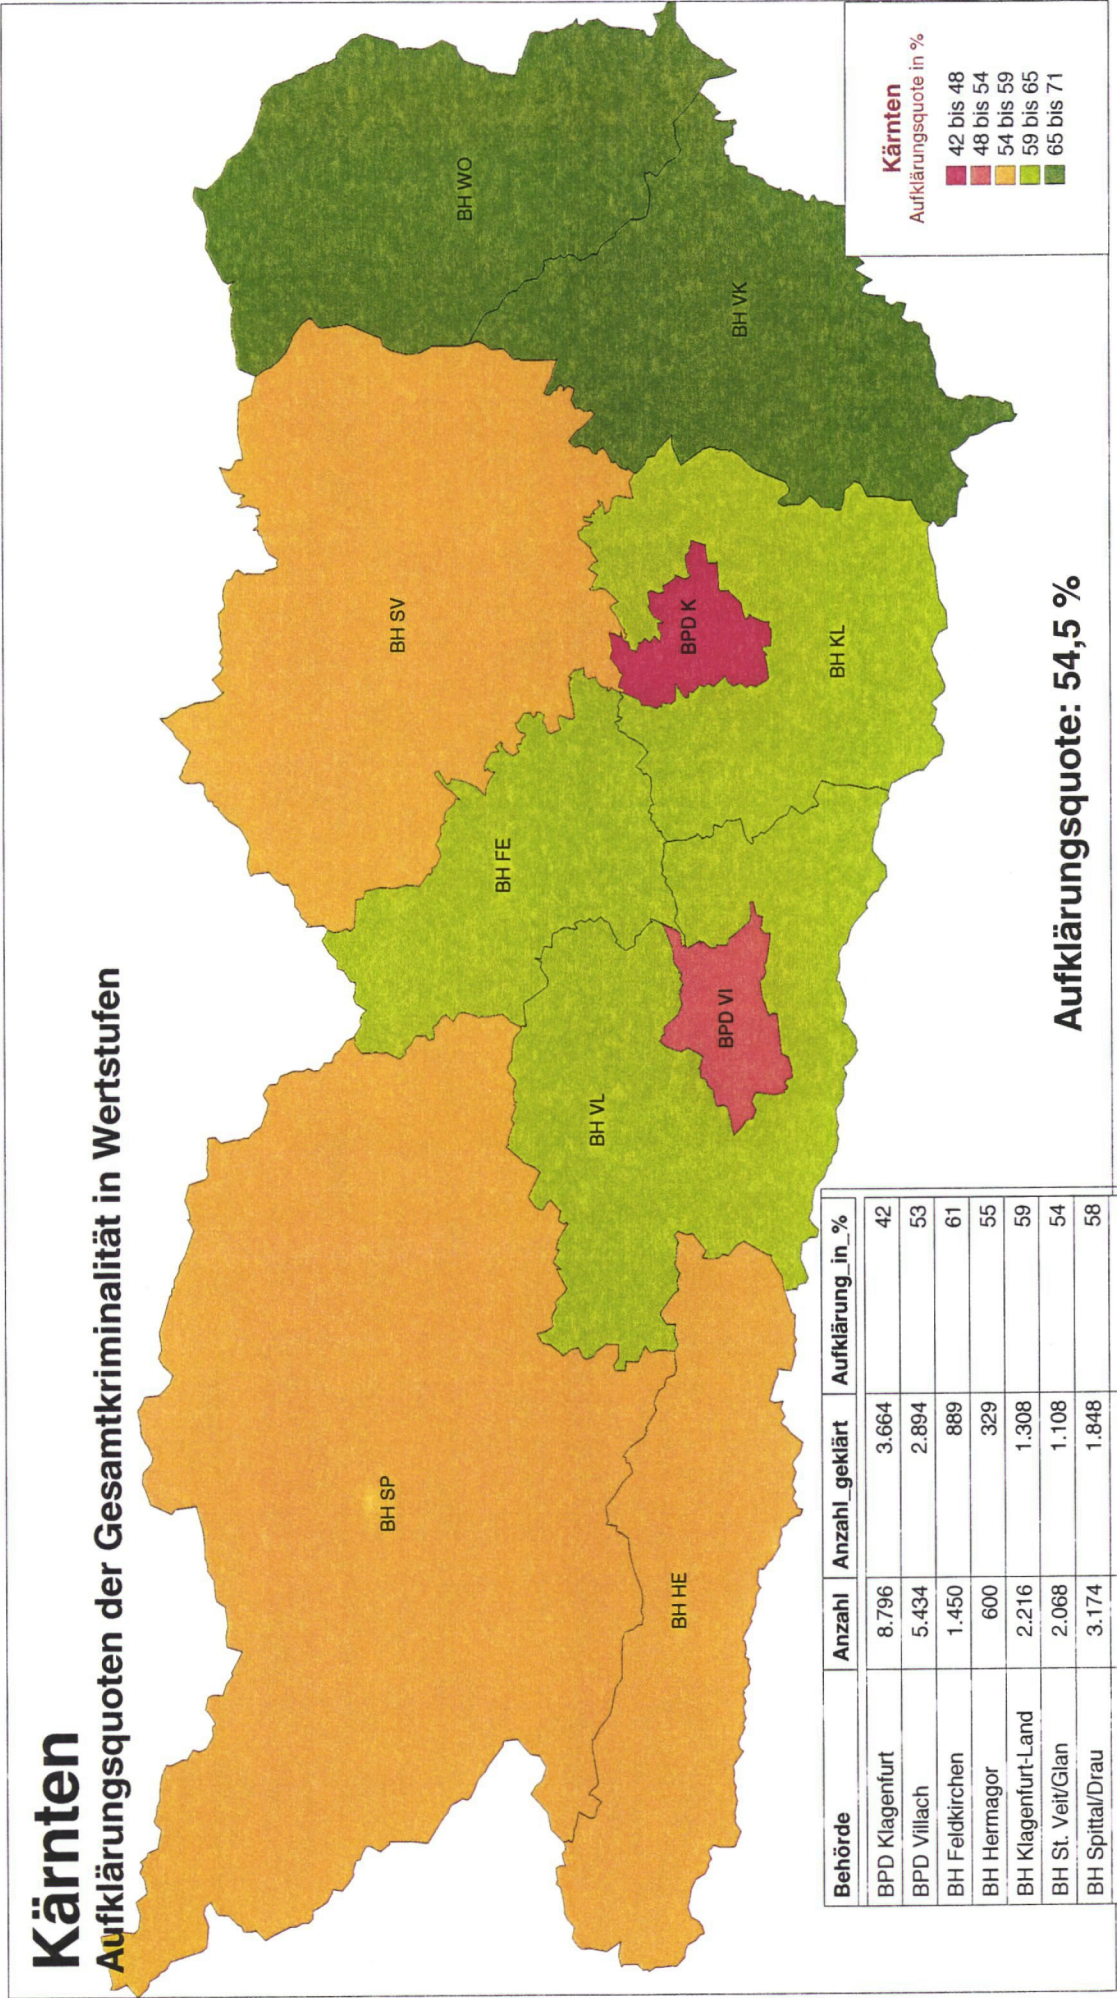 Kärnten
Aufklärungsquoten der Gesamtkriminalität in Wertstufen
BH SP
BH HE
BH VL
BPD VI
BH FE
BH SV
BPD K
BH KL
BH WO
BH VK
Behörde Anzahl Anzahl_geklärt Aufklärung_in_%
BPD Klagenfurt 8.796 3.664 42
BPD Villach 5.434 2.894 53
BH Feldkirchen 1.450 889 61
BH Hermagor 600 329 55
BH Klagenfurt-Land 2.216 1.308 59
BH St. Veit/Glan 2.068 1.108 54
BH Spittal/Drau 3.174 1.848 58
Aufklärungsquote: 54,5 %
Kärnten
Aufklärungsquote in %
42 bis 48
48 bis 54
54 bis 59
59 bis 65
65 bis 71